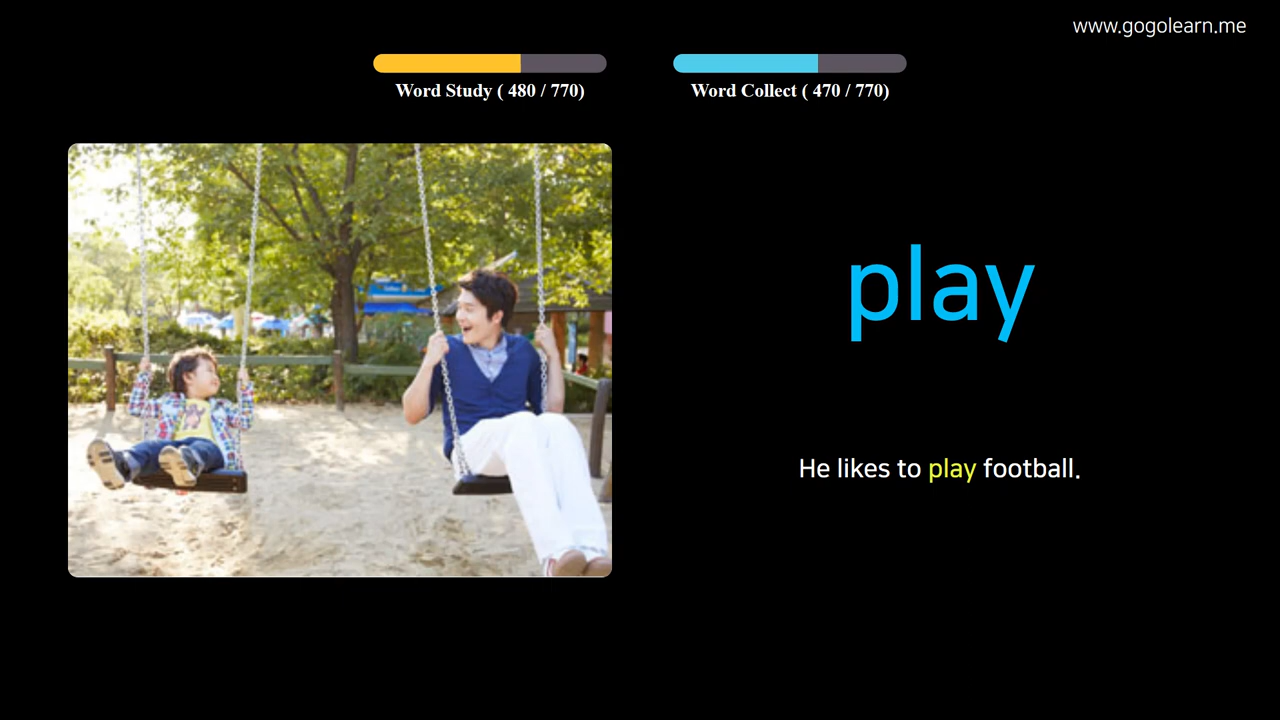 www.gogolearn.me
Word Study ( 480 / 770)
Word Collect ( 470 / 770)
play
He likes to play football.